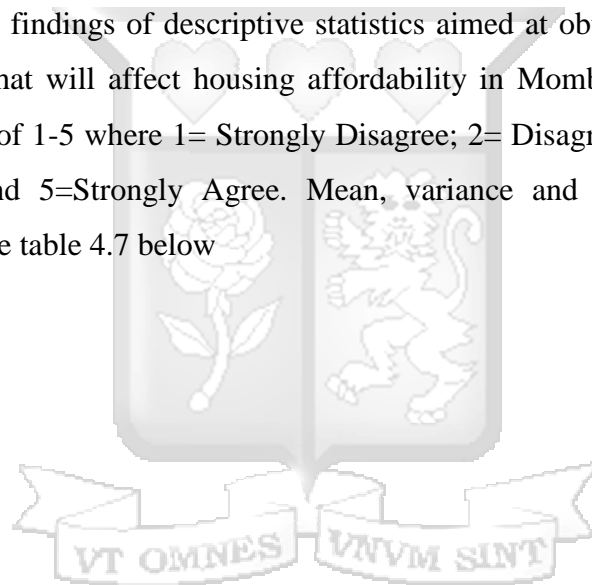 findings of descriptive statistics aimed at ob
hat will affect housing affordability in Momb
of 1-5 where 1= Strongly Disagree; 2= Disagr
nd 5=Strongly Agree. Mean, variance and
e table 4.7 below
VT OMNES VNVM SINT